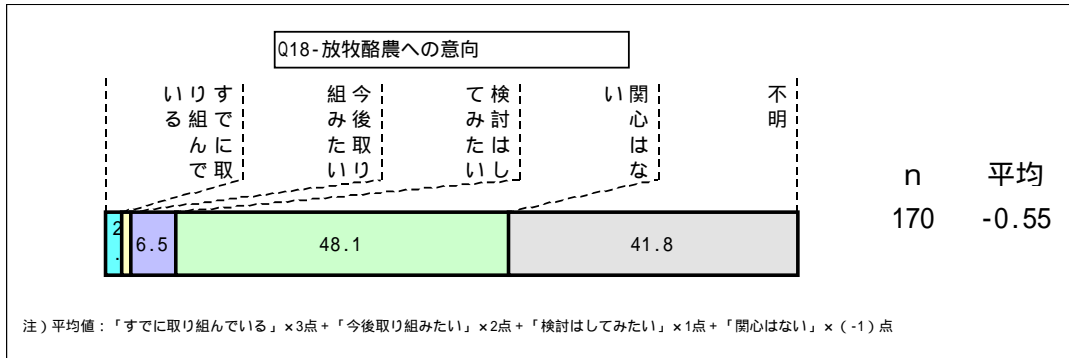 Q18-放牧酪農への意向
すでに取り組んでいる
今後取り組みたい
検討はしてみたい
関心はない
不明
n
平均
2.
6.5
48.1
41.8
170
-0.55
注）平均値：「すでに取り組んでいる」×3点+「今後取り組みたい」×2点+「検討はしてみたい」×1点+「関心はない」×（-1）点